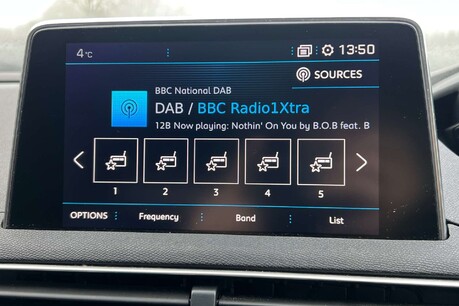 4°C 13:50
SOURCES
BBC National DAB
DAB / BBC Radio1Xtra
12B Now playing: Nothin' On You by B.O.B feat. B
1 2 3 4 5
OPTIONS Frequency Band List